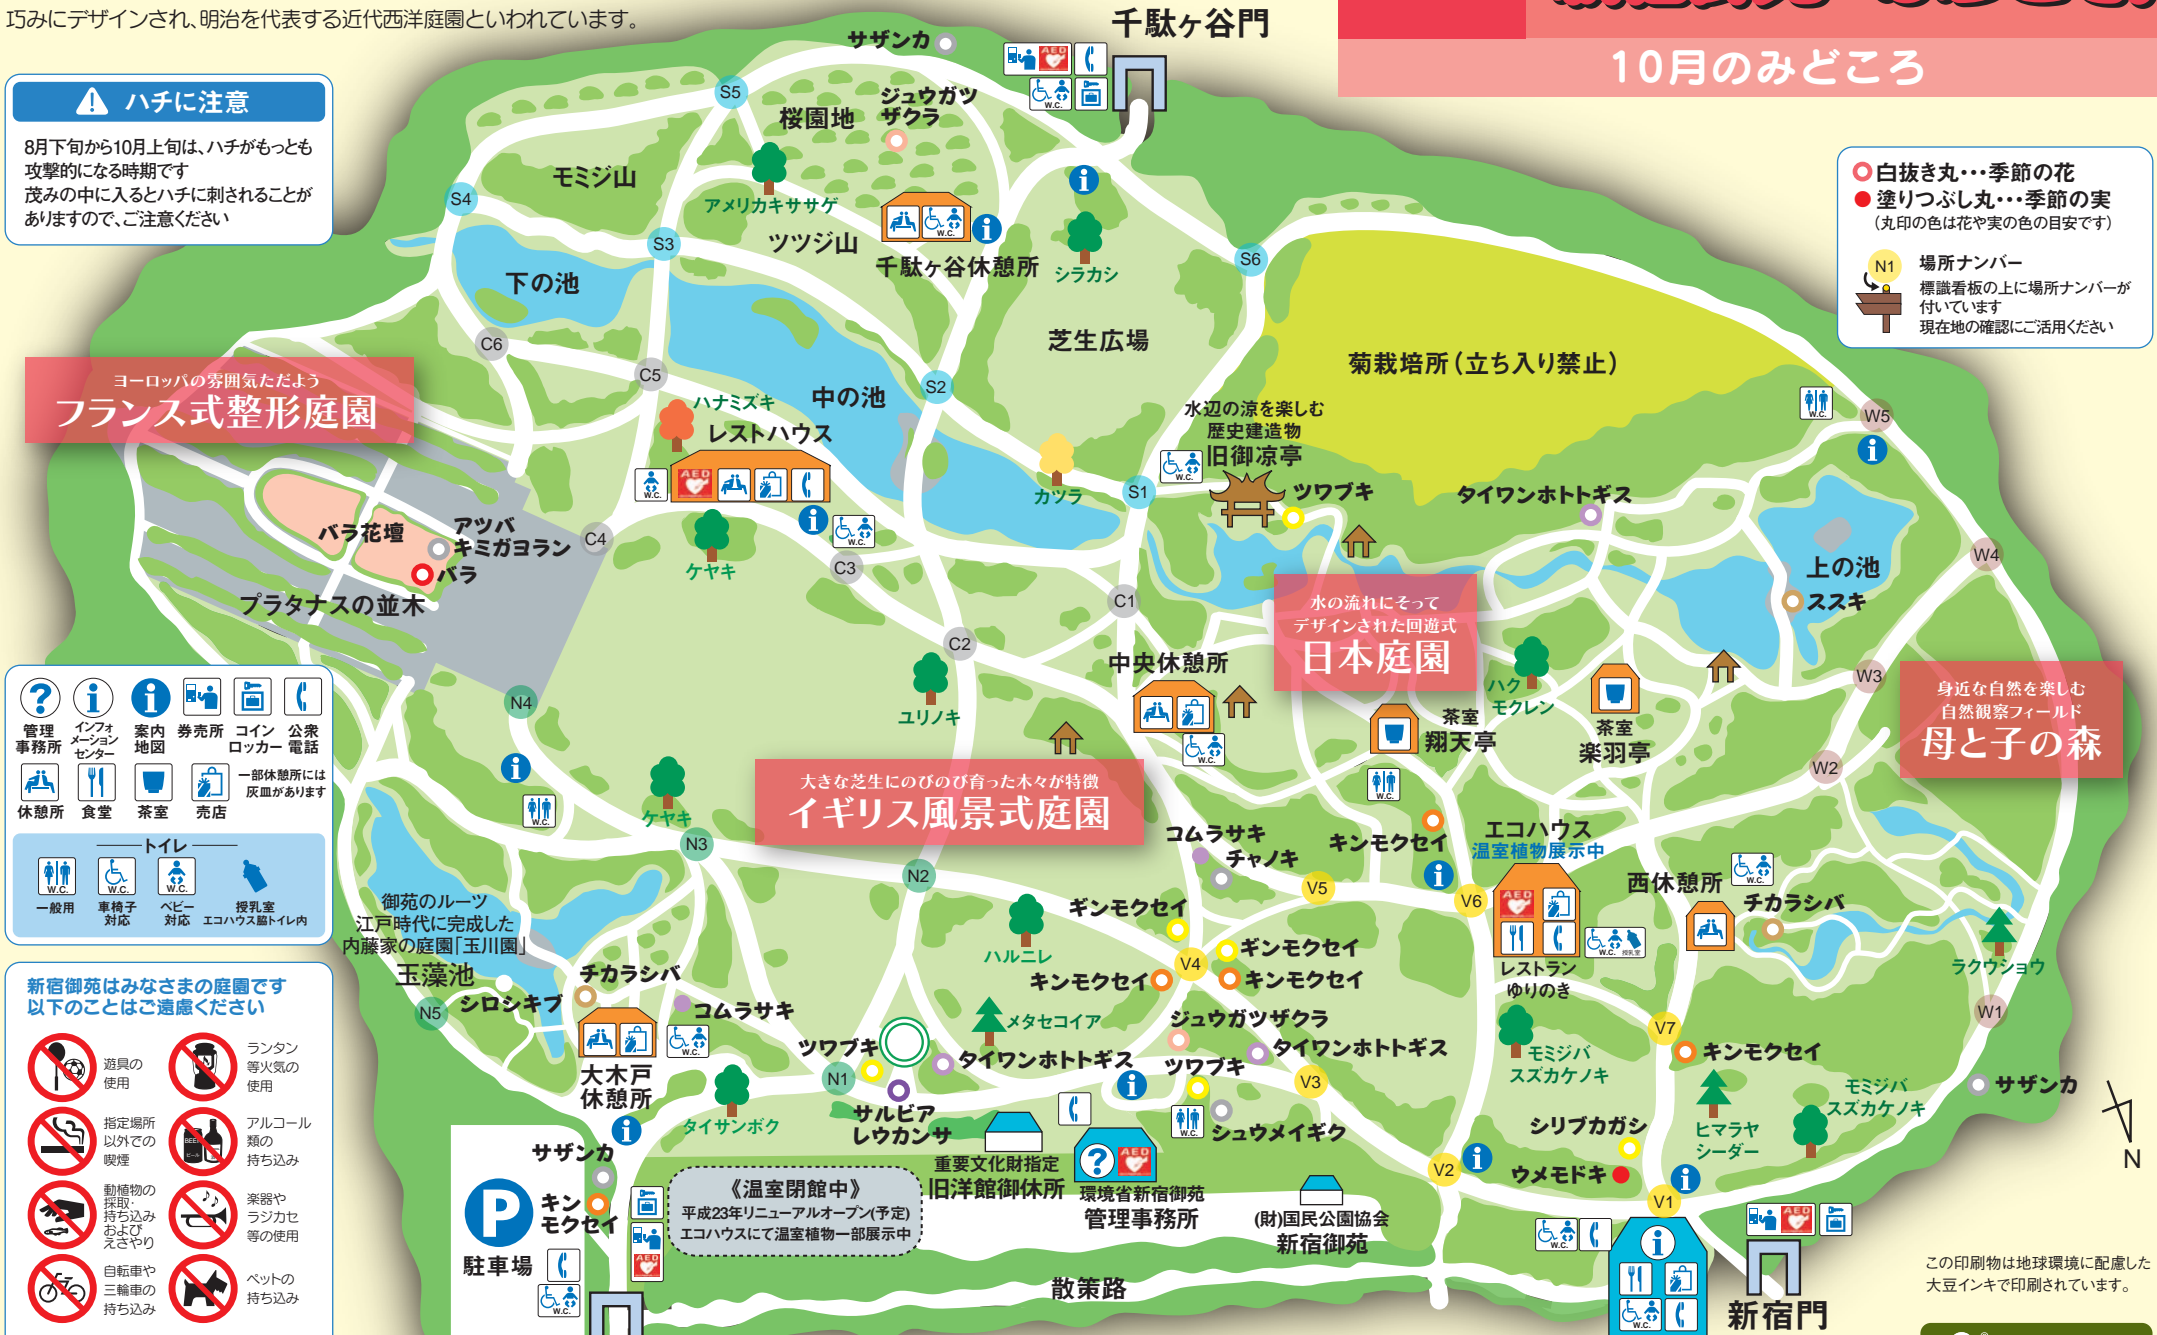 巧みにデザインされ、明治を代表する近代西洋庭園といわれています。
10月のみどころ
ハチに注意
8月下旬から10月上旬は、ハチがもっとも
攻撃的になる時期です
茂みの中に入るとハチに刺されることが
ありますので、ご注意ください
白抜き丸・・・季節の花
塗りつぶし丸・・・季節の実
(丸印の色は花や実の色の目安です)
N1
場所ナンバー
標識看板の上に場所ナンバーが
付いています
現在地の確認にご活用ください
千駄ヶ谷門
サザンカ
AED
W.C.
S5
桜園地
ジュウガツ
ザクラ
モミジ山
アメリカキササゲ
S4
S3
ツツジ山
W.C.
千駄ヶ谷休憩所
シラカシ
S6
下の池
C6
C5
芝生広場
菊栽培所(立ち入り禁止)
ヨーロッパの雰囲気ただよう
フランス式整形庭園
ハナミズキ
レストハウス
中の池
S2
水辺の涼を楽しむ
歴史建造物
旧御凉亭
W.C.
W5
W.C.
AED
W.C.
カツラ
S1
ツワブキ
タイワンホトトギス
バラ花壇
アツバ
キミガヨラン
バラ
C4
ケヤキ
W.C.
C3
プラタナスの並木
C1
W4
上の池
ススキ
水の流れにそって
デザインされた回遊式
日本庭園
C2
中央休憩所
W.C.
ユリノキ
ハク
モクレン
茶室
翔天亭
茶室
楽羽亭
W3
身近な自然を楽しむ
自然観察フィールド
母と子の森
W2
管理
事務所
インフォ
メーション
センター
案内
地図
券売所
コイン
ロッカー
公衆
電話
休憩所
食堂
茶室
売店
一部休憩所には
灰皿があります
トイレ
W.C.
W.C.
W.C.
一般用
車椅子
対応
ベビー
対応
授乳室
エコハウス脇トイレ内
N4
W.C.
ケヤキ
N3
大きな芝生にのびのび育った木々が特徴
イギリス風景式庭園
N2
W.C.
コムラサキ
チャノキ
キンモクセイ
エコハウス
温室植物展示中
V5
V6
AED
W.C.
授乳室
レストラン
ゆりのき
西休憩所
W.C.
チカラシバ
ラクウショウ
W1
御苑のルーツ
江戸時代に完成した
内藤家の庭園「玉川園」
玉藻池
シロシキブ
N5
チカラシバ
コムラサキ
W.C.
大木戸
休憩所
ハルニレ
ギンモクセイ
ギンモクセイ
V4
キンモクセイ
キンモクセイ
メタセコイア
ジュウガツザクラ
タイワンホトトギス
ツワブキ
タイワンホトトギス
ツワブキ
N1
サルビア
レウカンサ
V3
W.C.
シュウメイギク
タイサンボク
モミジバ
スズカケノキ
V7
キンモクセイ
ヒマラヤ
シーダー
モミジバ
スズカケノキ
サザンカ
N
シリブカガシ
ウメモドキ
V2
V1
新宿御苑はみなさまの庭園です
以下のことはご遠慮ください
遊具の
使用
ランタン
等火気の
使用
指定場所
以外での
喫煙
BEER
ビール
アルコール
類の
持ち込み
動植物の
採取・
持ち込み
および
えさやり
楽器や
ラジカセ
等の使用
自転車や
三輪車の
持ち込み
ペットの
持ち込み
サザンカ
P
駐車場
キン
モクセイ
AED
W.C.
《温室閉館中》
平成23年リニューアルオープン(予定)
エコハウスにて温室植物一部展示中
重要文化財指定
旧洋館御休所
AED
環境省新宿御苑
管理事務所
(財)国民公園協会
新宿御苑
散策路
W.C.
W.C.
AED
新宿門
この印刷物は地球環境に配慮した
大豆インキで印刷されています。